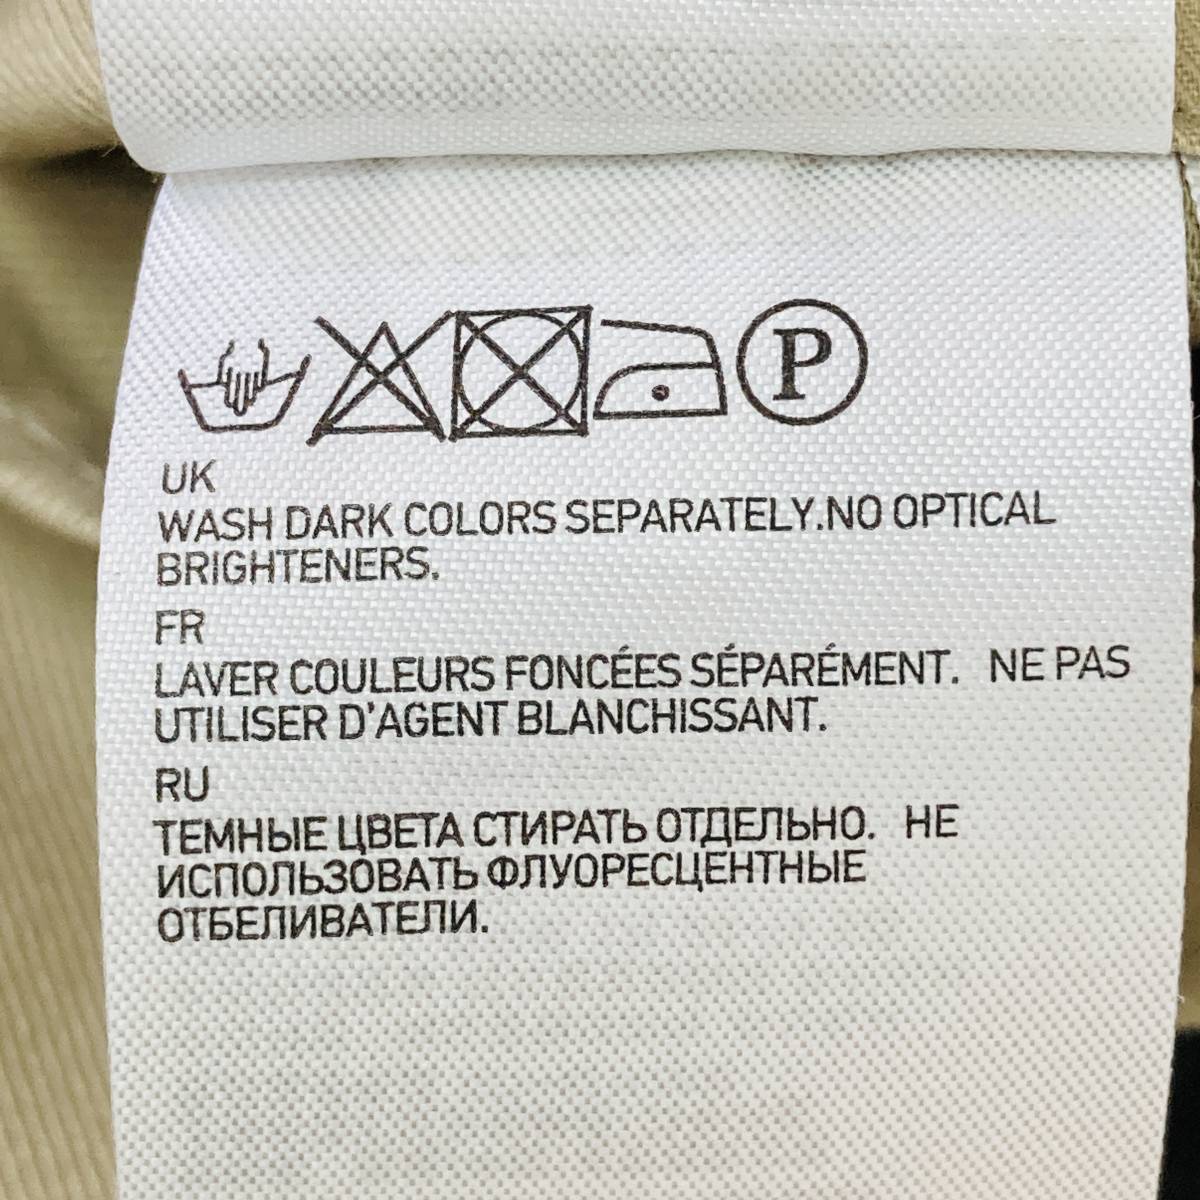 P
UK
WASH DARK COLORS SEPARATELY.NO OPTICAL
BRIGHTENERS.
FR
LAVER COULEURS FONCÉES SÉPARÉMENT. NE PAS
UTILISER D'AGENT BLANCHISSANT.
RU
ТЕМНЫЕ ЦВЕТА СТИРАТЬ ОТДЕЛЬНО. НЕ
ИСПОЛЬЗОВАТЬ ФЛУОРЕСЦЕНТНЫЕ
ОТБЕЛИВАТЕЛИ.